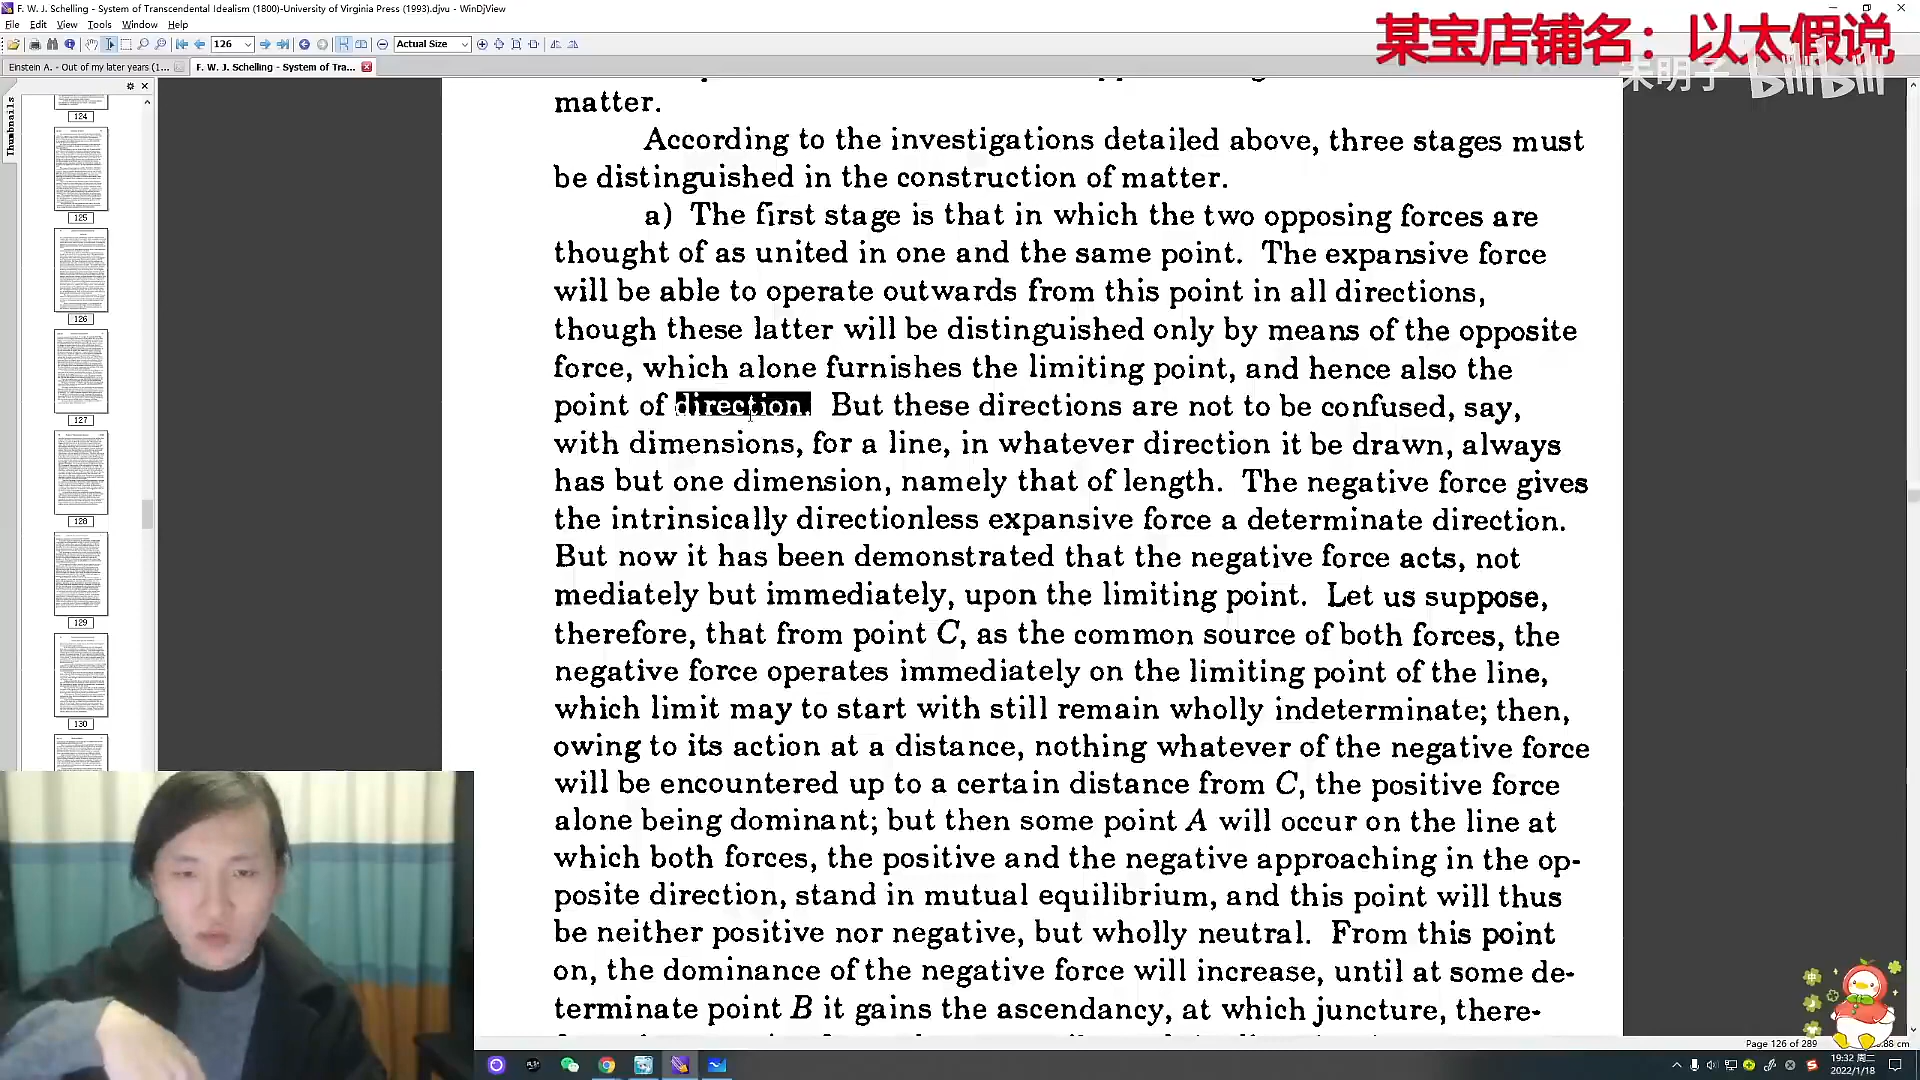 F. W. J. Schelling - System of Transcendental Idealism (1800)-University of Virginia Press (1993).djvu - WinDjView
File Edit View Tools Window Help
126 Actual Size
Einstein A. - Out of my later years (1... F. W. J. Schelling - System of Tra...
某宝店铺名：以太假说
朱明子 bilibili
Thumbnails
124
125
126
127
128
129
130
matter.
According to the investigations detailed above, three stages must
be distinguished in the construction of matter.
a) The first stage is that in which the two opposing forces are
thought of as united in one and the same point. The expansive force
will be able to operate outwards from this point in all directions,
though these latter will be distinguished only by means of the opposite
force, which alone furnishes the limiting point, and hence also the
point of direction. But these directions are not to be confused, say,
with dimensions, for a line, in whatever direction it be drawn, always
has but one dimension, namely that of length. The negative force gives
the intrinsically directionless expansive force a determinate direction.
But now it has been demonstrated that the negative force acts, not
mediately but immediately, upon the limiting point. Let us suppose,
therefore, that from point C, as the common source of both forces, the
negative force operates immediately on the limiting point of the line,
which limit may to start with still remain wholly indeterminate; then,
owing to its action at a distance, nothing whatever of the negative force
will be encountered up to a certain distance from C, the positive force
alone being dominant; but then some point A will occur on the line at
which both forces, the positive and the negative approaching in the op-
posite direction, stand in mutual equilibrium, and this point will thus
be neither positive nor negative, but wholly neutral. From this point
on, the dominance of the negative force will increase, until at some de-
terminate point B it gains the ascendancy, at which juncture, there-
Page 126 of 289
19:32 周二
2022/1/18